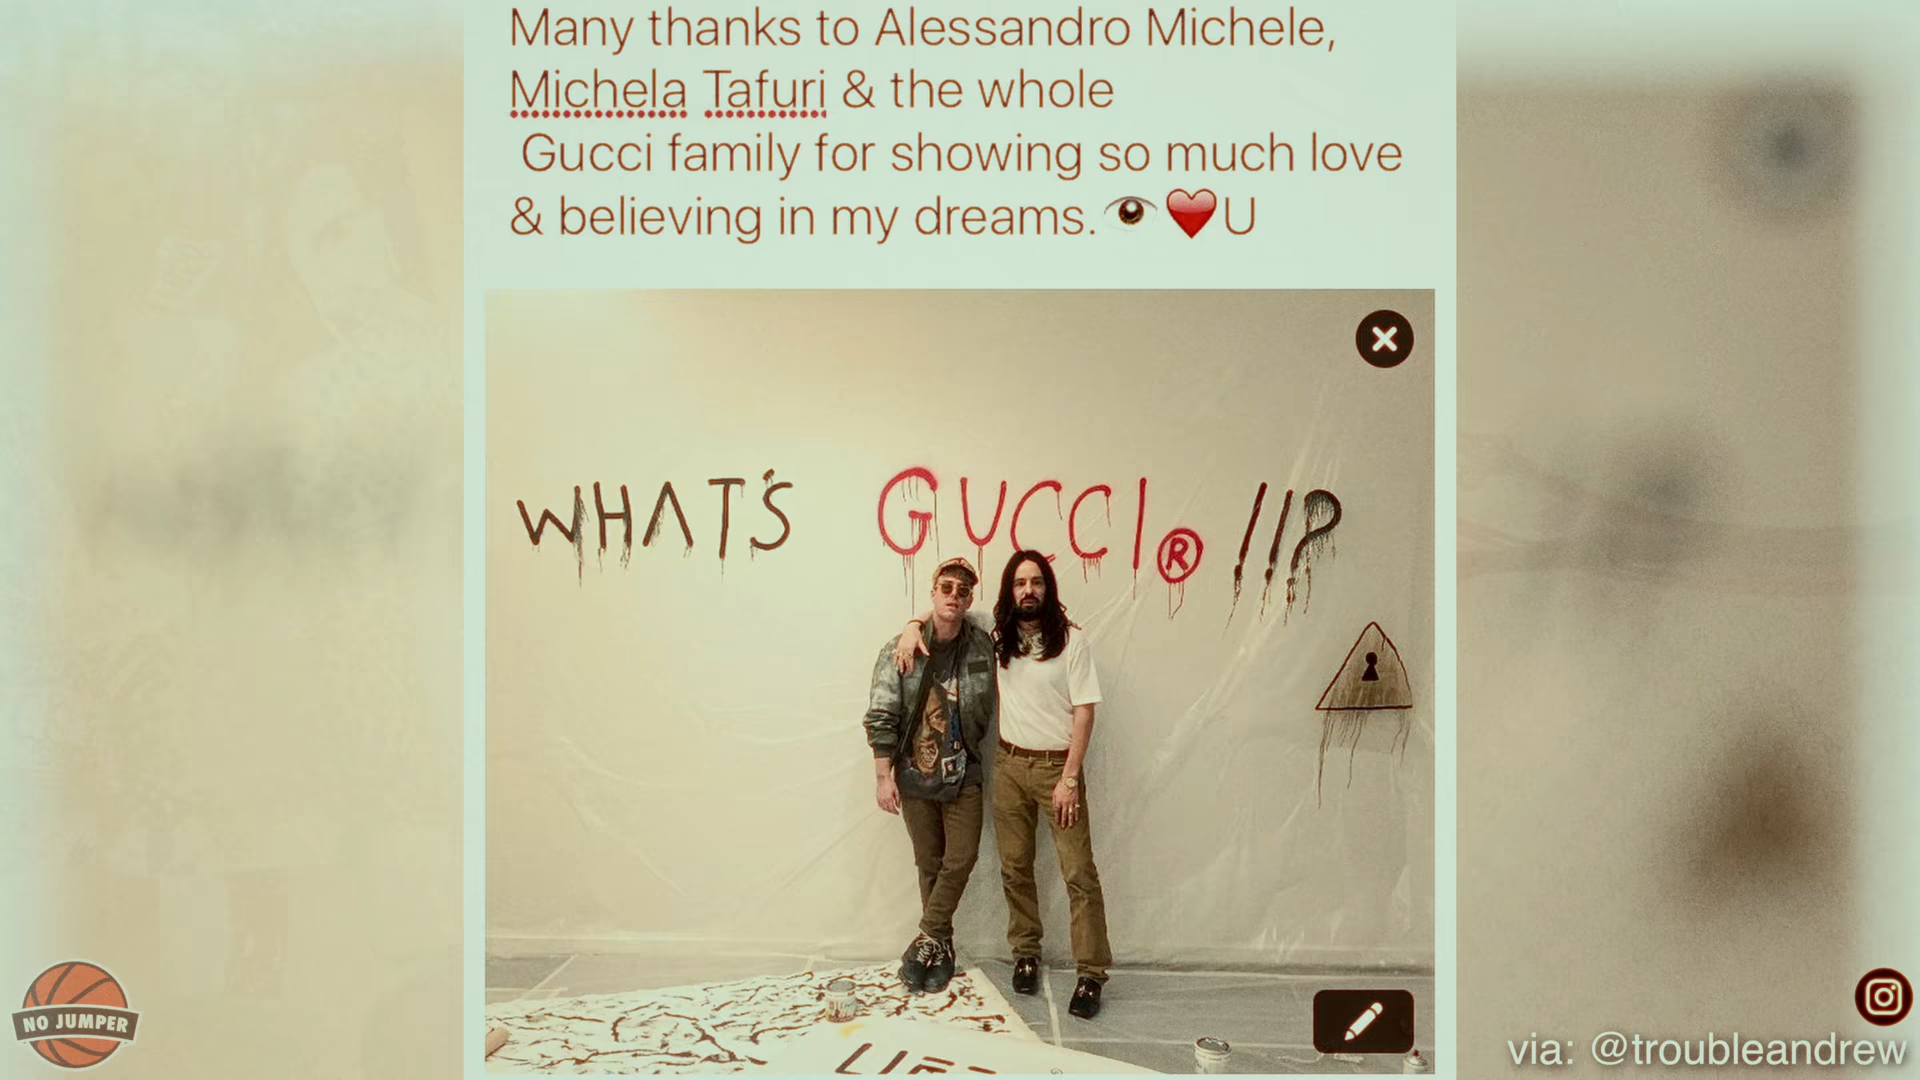 Many thanks to Alessandro Michele,
Michela Tafuri & the whole
Gucci family for showing so much love
& believing in my dreams.👁️❤️U
WHAT'S GUCCI® !!?
LIF
NO JUMPER
via: @troubleandrew